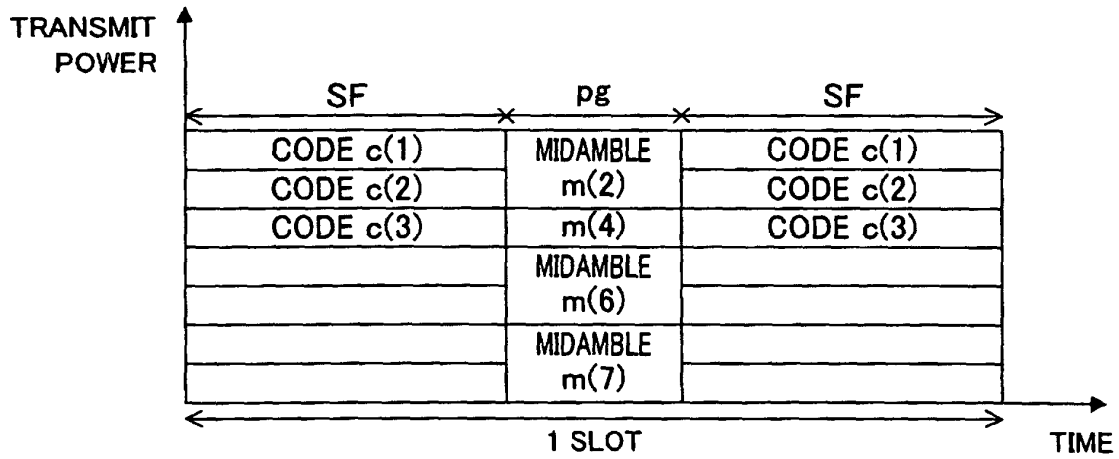 TRANSMIT
POWER
SF pg SF
CODE c(1) MIDAMBLE CODE c(1)
CODE c(2) m(2) CODE c(2)
CODE c(3) m(4) CODE c(3)
MIDAMBLE
m(6)
MIDAMBLE
m(7)
1 SLOT
TIME